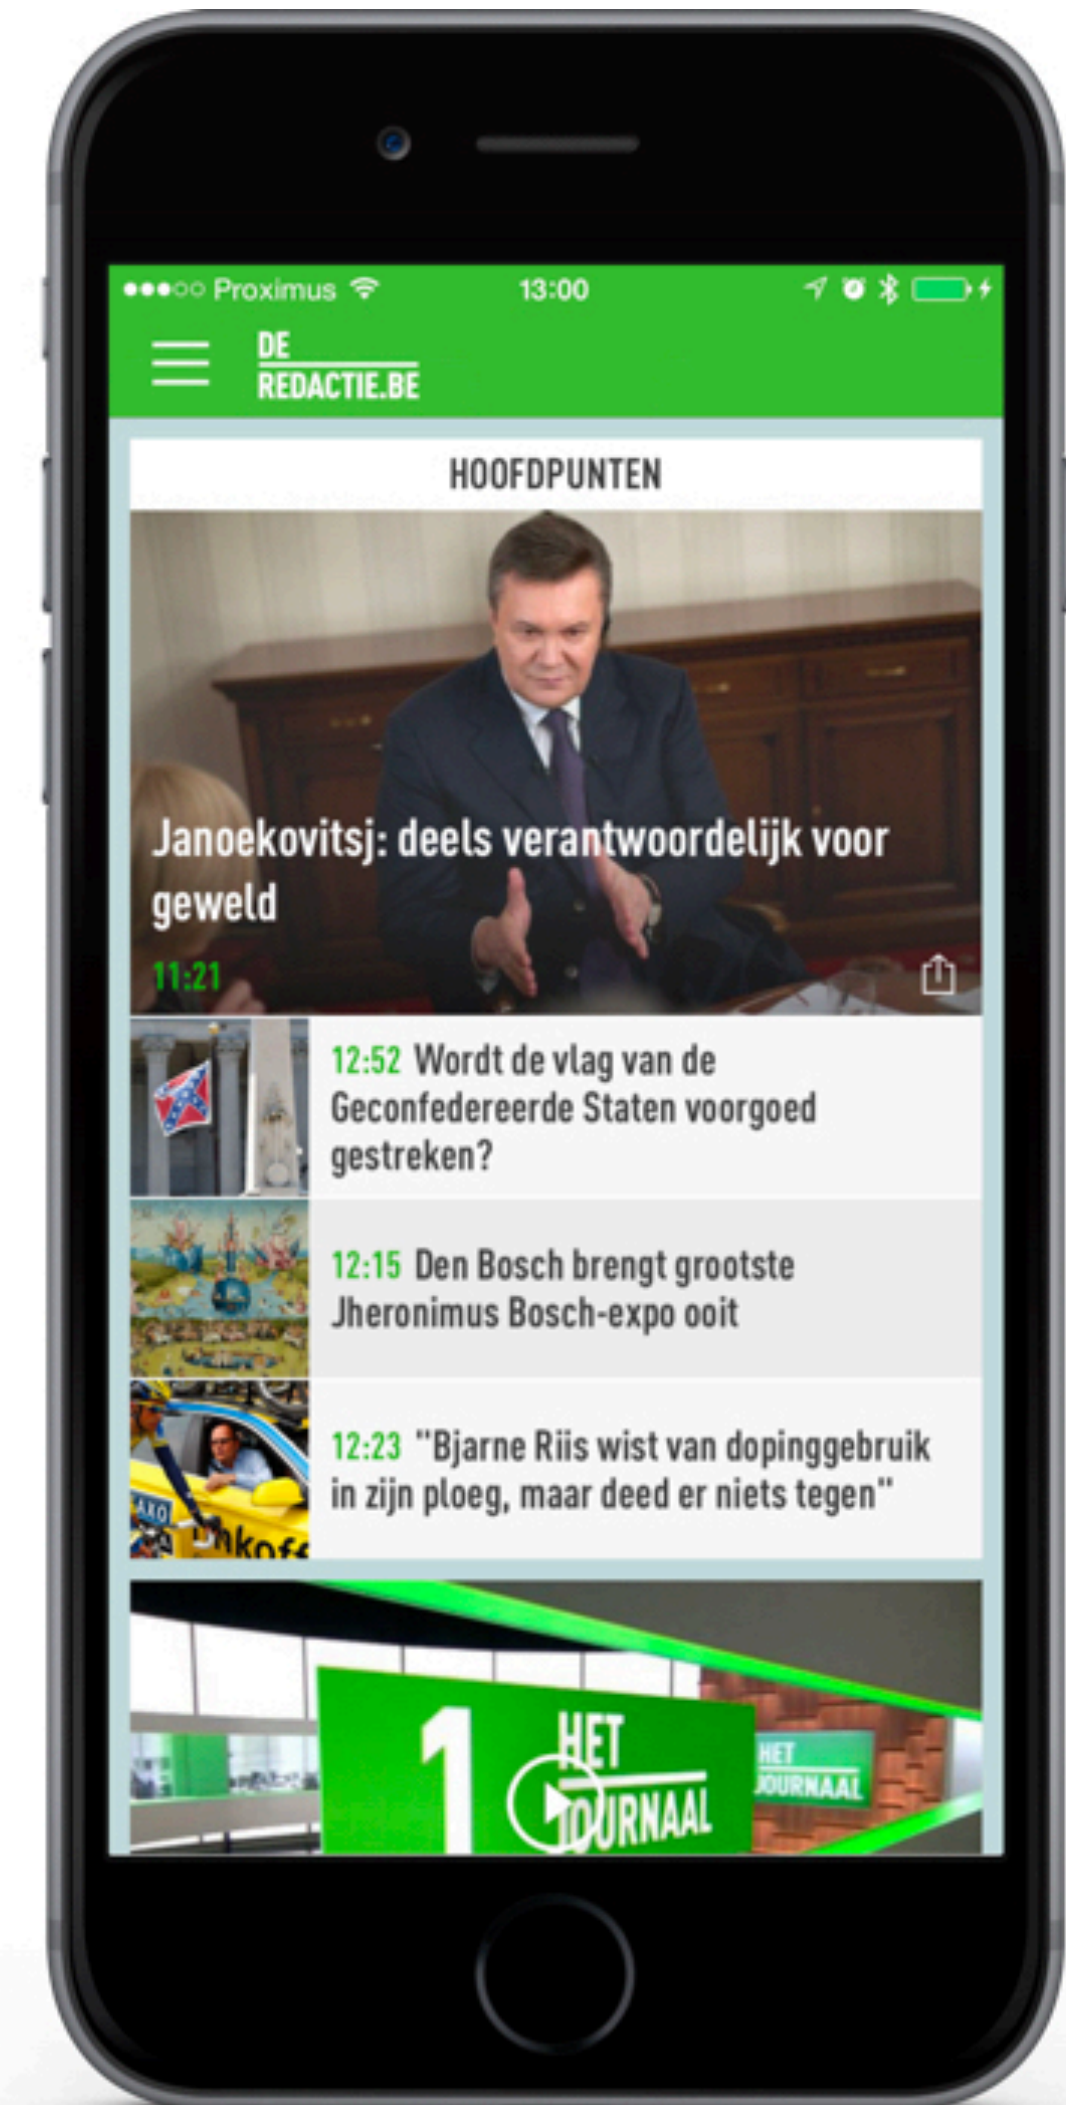 Proximus 13:00
DE
REDACTIE.BE
HOOFDPUNTEN
Janoekovitsj: deels verantwoordelijk voor
geweld
11:21
12:52 Wordt de vlag van de
Geconfedereerde Staten voorgoed
gestreken?
12:15 Den Bosch brengt grootste
Jheronimus Bosch-expo ooit
12:23 "Bjarne Riis wist van dopinggebruik
in zijn ploeg, maar deed er niets tegen"
AXO
inkoff
1 HET
JOURNAAL
HET
JOURNAAL